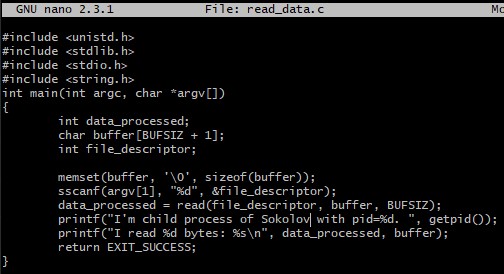 GNU nano 2.3.1 File: read_data.c Mo
#include <unistd.h>
#include <stdlib.h>
#include <stdio.h>
#include <string.h>
int main(int argc, char *argv[])
{
        int data_processed;
        char buffer[BUFSIZ + 1];
        int file_descriptor;

        memset(buffer, '\0', sizeof(buffer));
        sscanf(argv[1], "%d", &file_descriptor);
        data_processed = read(file_descriptor, buffer, BUFSIZ);
        printf("I'm child process of Sokolov with pid=%d. ", getpid());
        printf("I read %d bytes: %s\n", data_processed, buffer);
        return EXIT_SUCCESS;
}